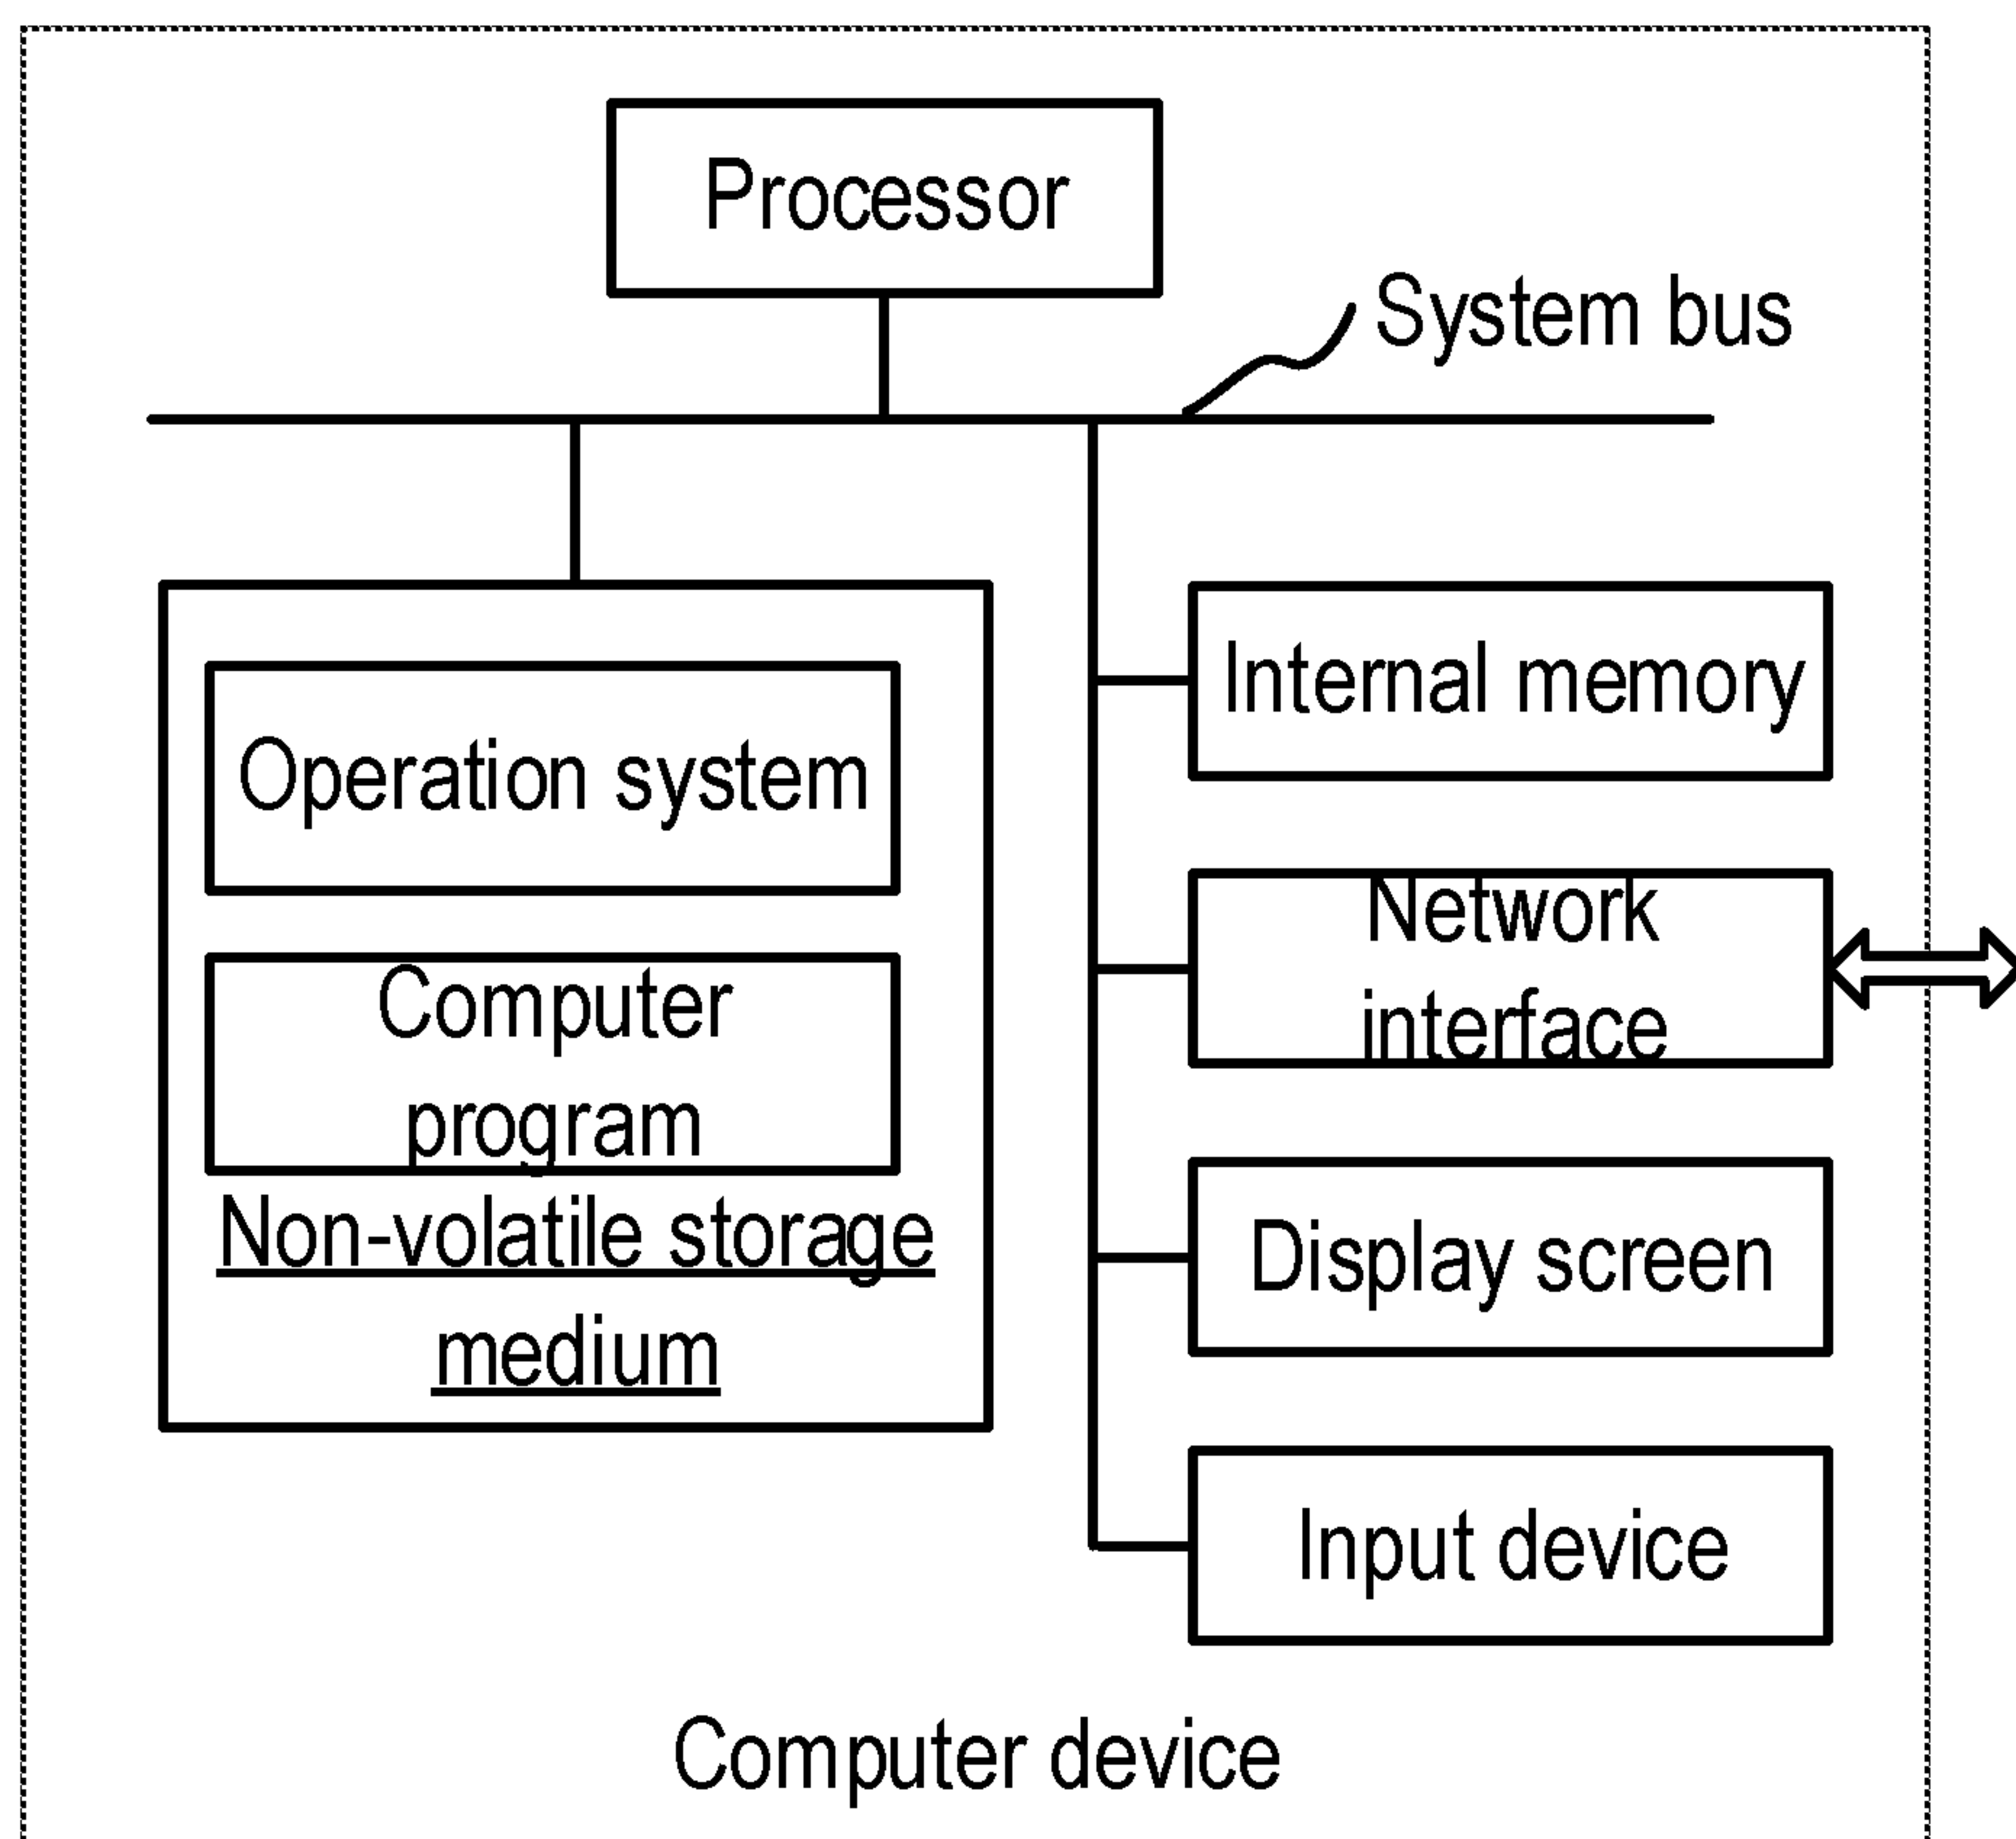 Processor
System bus
Operation system
Computer
program
Non-volatile storage
medium
Internal memory
Network
interface
Display screen
Input device
Computer device